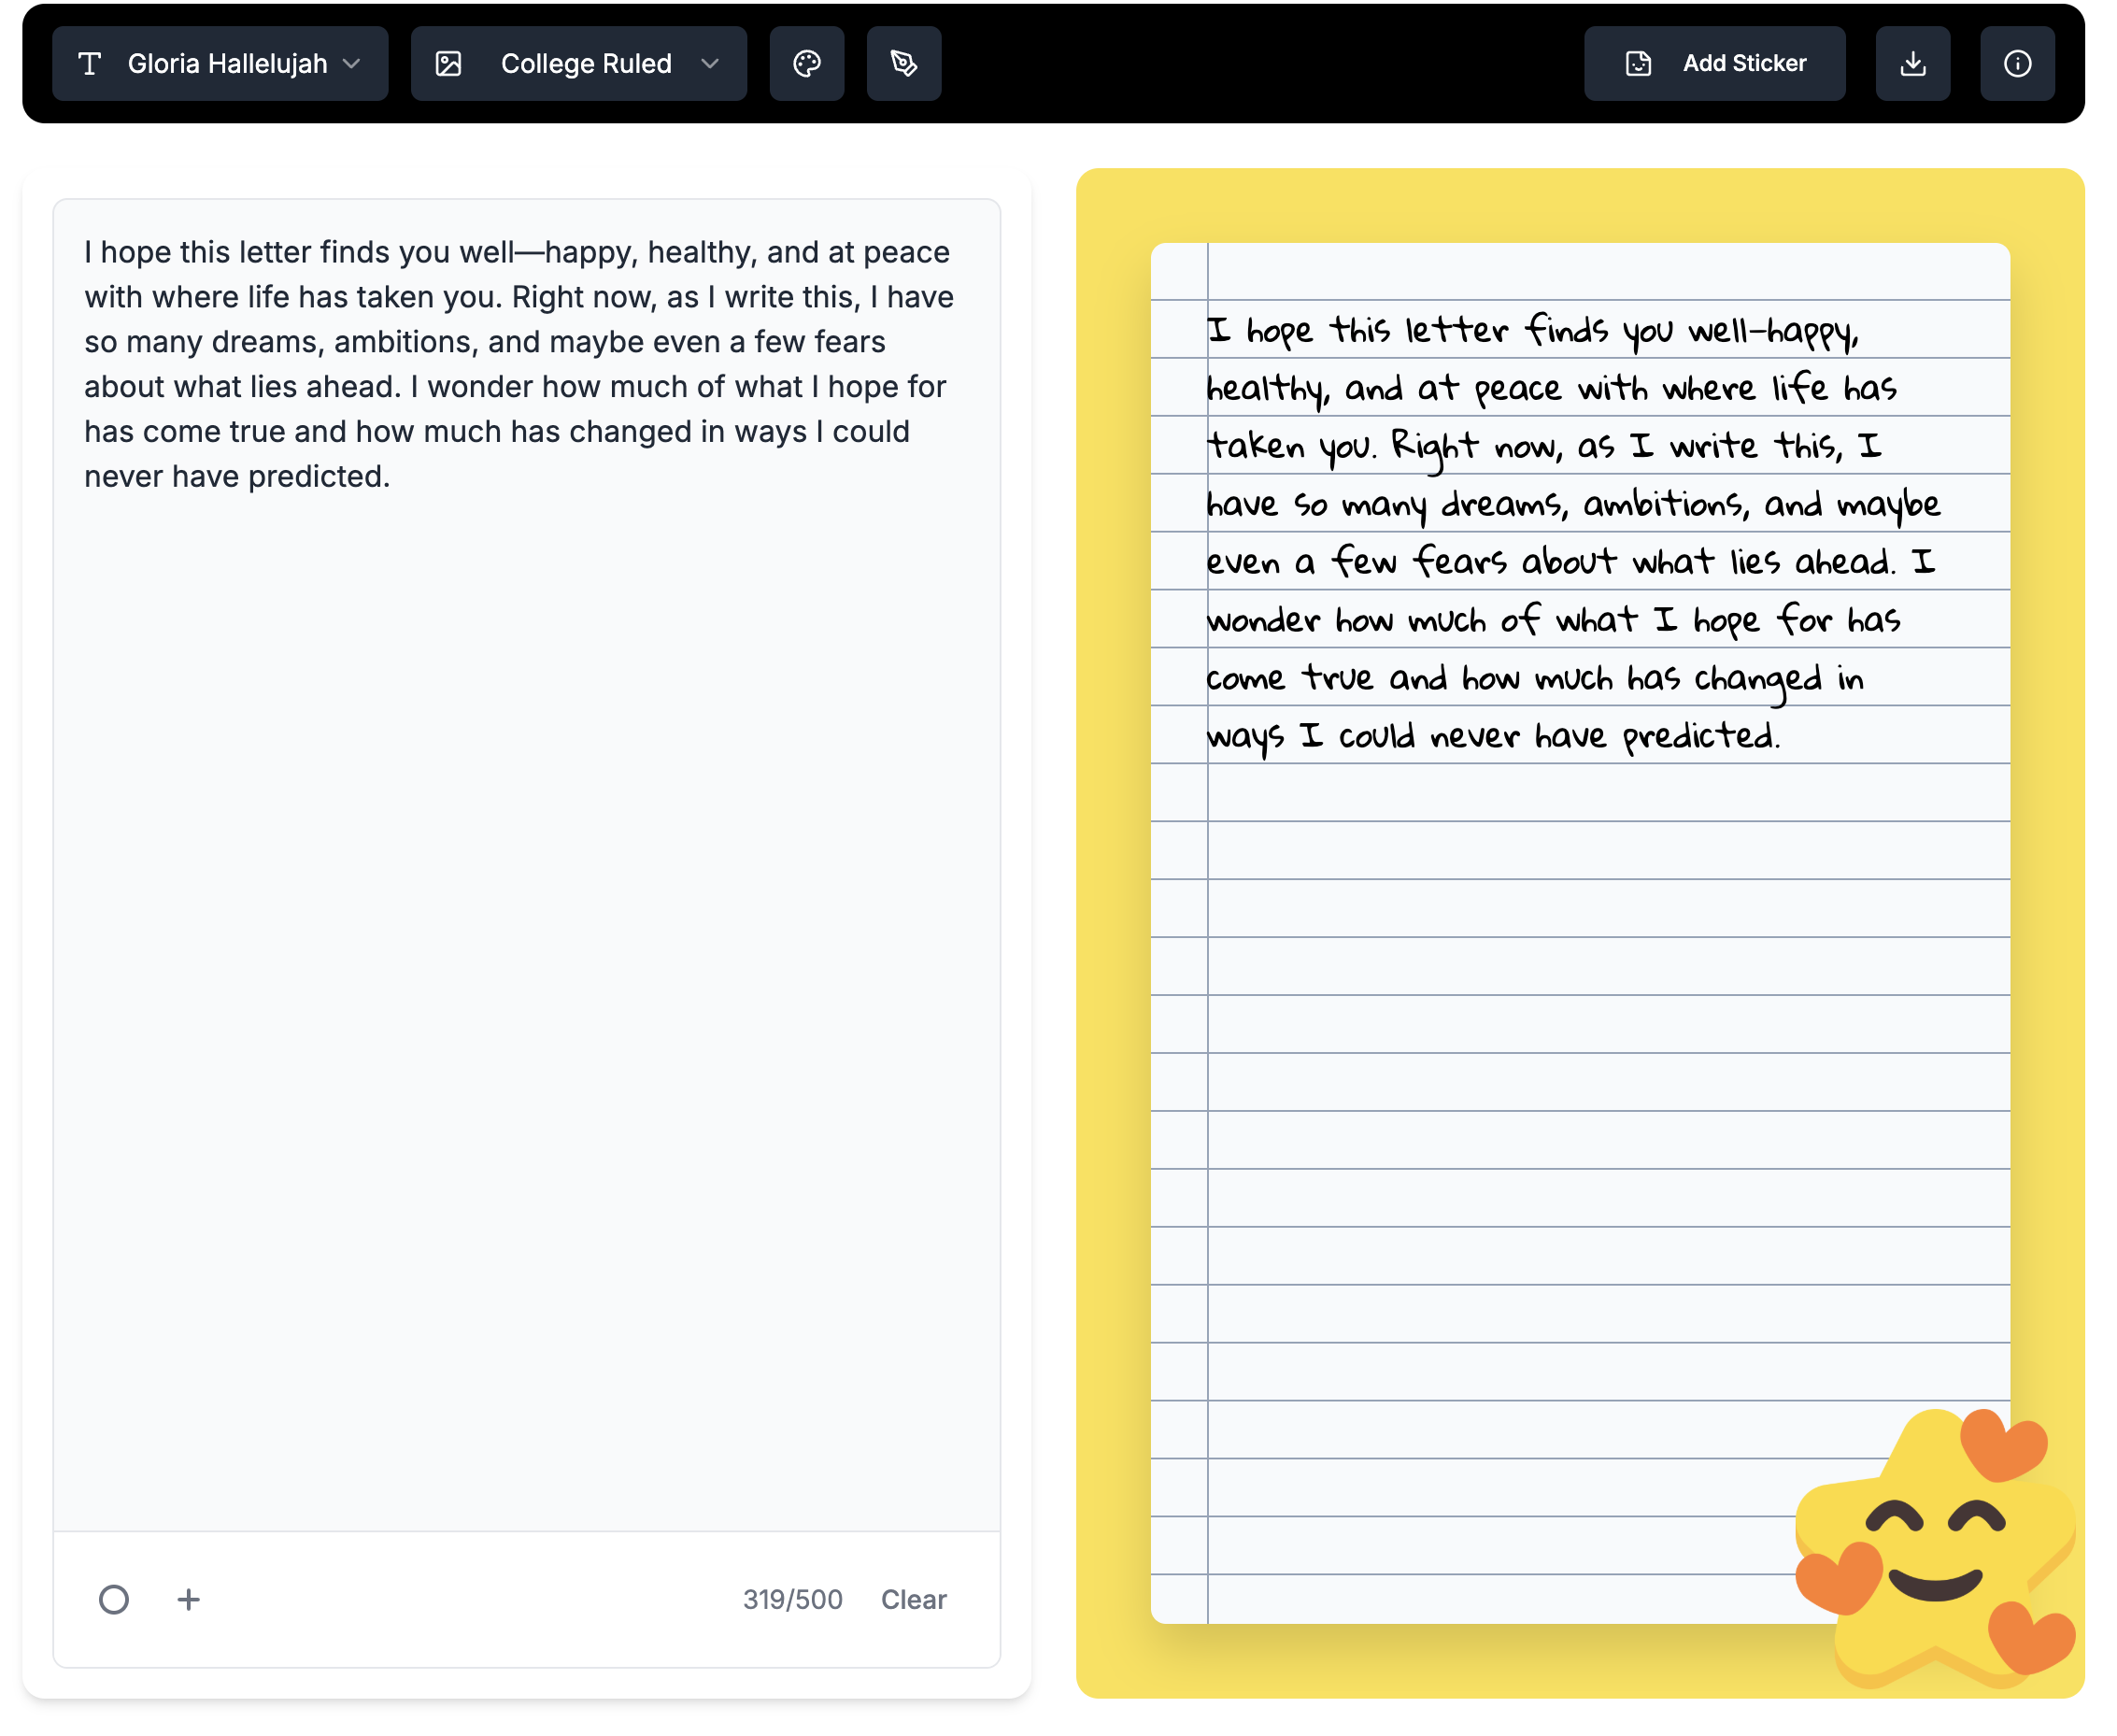 Gloria Hallelujah
College Ruled
Add Sticker
I hope this letter finds you well—happy, healthy, and at peace
with where life has taken you. Right now, as I write this, I have
so many dreams, ambitions, and maybe even a few fears
about what lies ahead. I wonder how much of what I hope for
has come true and how much has changed in ways I could
never have predicted.
319/500
Clear
I hope this letter finds you well—happy,
healthy, and at peace with where life has
taken you. Right now, as I write this, I
have so many dreams, ambitions, and maybe
even a few fears about what lies ahead. I
wonder how much of what I hope for has
come true and how much has changed in
ways I could never have predicted.